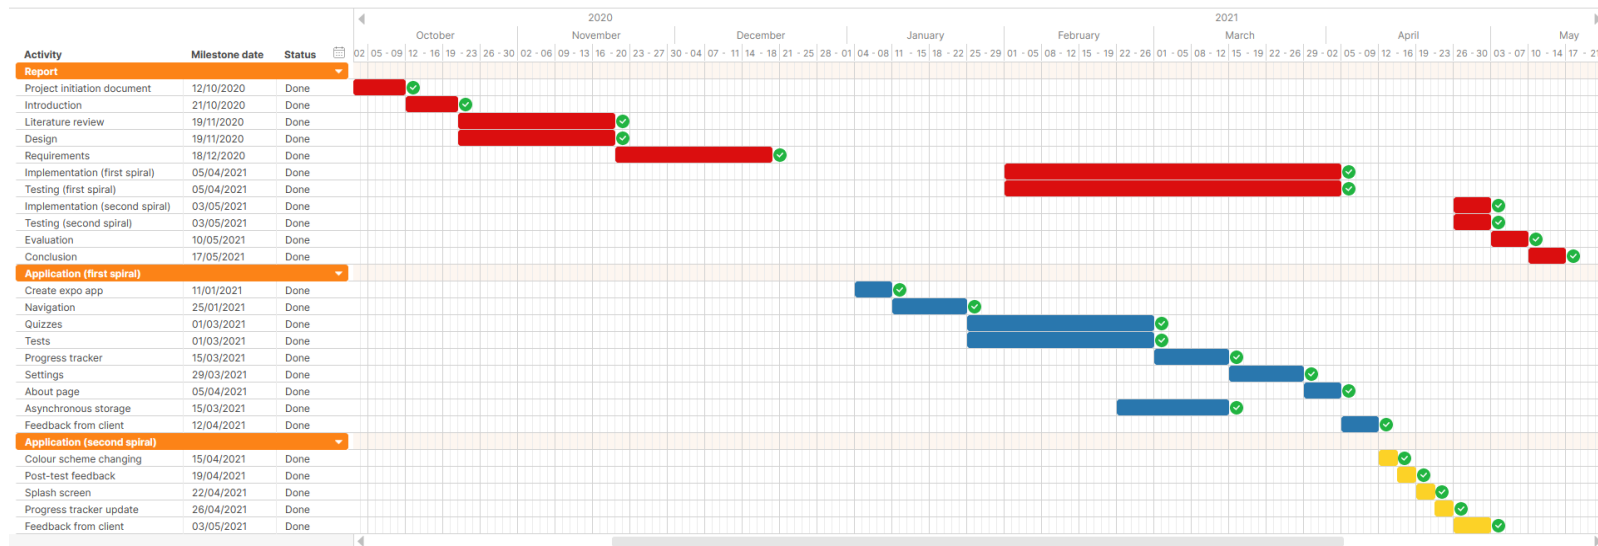 2020 2021
October November December January February March April May
Activity Milestone date Status 02 05 - 09 12 - 16 19 - 23 26 - 30 02 - 06 09 - 13 16 - 20 23 - 27 30 - 04 07 - 11 14 - 18 21 - 25 28 - 01 04 - 08 11 - 15 18 - 22 25 - 29 01 - 05 08 - 12 15 - 19 22 - 26 01 - 05 08 - 12 15 - 19 22 - 26 29 - 02 05 - 09 12 - 16 19 - 23 26 - 30 03 - 07 10 - 14 17 - 21
Report
Project initiation document 12/10/2020 Done
Introduction 21/10/2020 Done
Literature review 19/11/2020 Done
Design 19/11/2020 Done
Requirements 18/12/2020 Done
Implementation (first spiral) 05/04/2021 Done
Testing (first spiral) 05/04/2021 Done
Implementation (second spiral) 03/05/2021 Done
Testing (second spiral) 03/05/2021 Done
Evaluation 10/05/2021 Done
Conclusion 17/05/2021 Done
Application (first spiral)
Create expo app 11/01/2021 Done
Navigation 25/01/2021 Done
Quizzes 01/03/2021 Done
Tests 01/03/2021 Done
Progress tracker 15/03/2021 Done
Settings 29/03/2021 Done
About page 05/04/2021 Done
Asynchronous storage 15/03/2021 Done
Feedback from client 12/04/2021 Done
Application (second spiral)
Colour scheme changing 15/04/2021 Done
Post-test feedback 19/04/2021 Done
Splash screen 22/04/2021 Done
Progress tracker update 26/04/2021 Done
Feedback from client 03/05/2021 Done